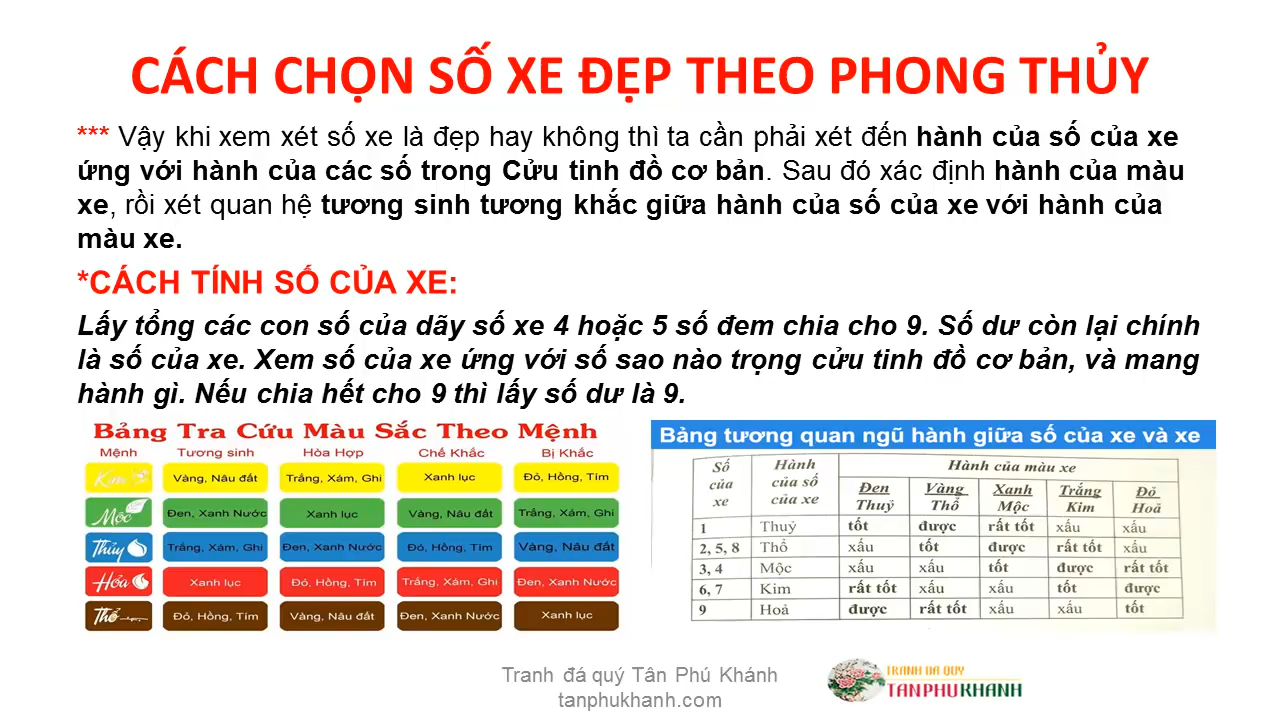 CÁCH CHỌN SỐ XE ĐẸP THEO PHONG THỦY
*** Vậy khi xem xét số xe là đẹp hay không thì ta cần phải xét đến hành của số của xe
ứng với hành của các số trong Cửu tinh đồ cơ bản. Sau đó xác định hành của màu
xe, rồi xét quan hệ tương sinh tương khắc giữa hành của số của xe với hành của
màu xe.
*CÁCH TÍNH SỐ CỦA XE:
Lấy tổng các con số của dãy số xe 4 hoặc 5 số đem chia cho 9. Số dư còn lại chính
là số của xe. Xem số của xe ứng với số sao nào trọng cửu tinh đồ cơ bản, và mang
hành gì. Nếu chia hết cho 9 thì lấy số dư là 9.
Bảng Tra Cứu Màu Sắc Theo Mệnh
Mệnh Tương sinh Hòa Hợp Chế Khắc Bị Khắc
Kim Vàng, Nâu đất Trắng, Xám, Ghi Xanh lục Đỏ, Hồng, Tím
Mộc Đen, Xanh Nước Xanh lục Vàng, Nâu đất Trắng, Xám, Ghi
Thủy Trắng, Xám, Ghi Đen, Xanh Nước Đỏ, Hồng, Tím Vàng, Nâu đất
Hỏa Xanh lục Đỏ, Hồng, Tím Trắng, Xám, Ghi Đen, Xanh Nước
Thổ Đỏ, Hồng, Tím Vàng, Nâu đất Đen, Xanh Nước Xanh lục
Bảng tương quan ngũ hành giữa số của xe và xe
Số của xe Hành của số của xe Hành của màu xe
Đen Vàng Xanh Trắng Đỏ
Thuỷ Thổ Mộc Kim Hoả
1 Thuỷ tốt được rất tốt xấu xấu
2, 5, 8 Thổ xấu tốt được rất tốt xấu
3, 4 Mộc xấu xấu tốt được rất tốt
6, 7 Kim rất tốt xấu xấu tốt được
9 Hoả được rất tốt xấu xấu tốt
Tranh đá quý Tân Phú Khánh
tanphukhanh.com
TRANH ĐÁ QUÝ
TANPHUKHANH